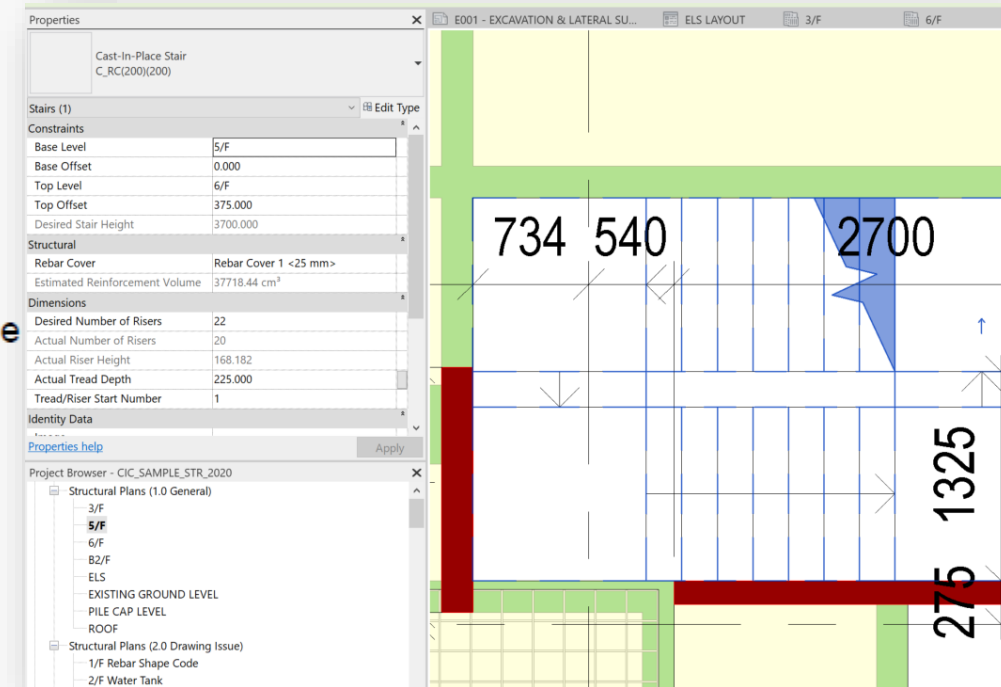 Properties
E001 - EXCAVATION & LATERAL SU...
ELS LAYOUT
3/F
6/F
Cast-In-Place Stair
C_RC(200)(200)
Stairs (1)
Edit Type
Constraints
Base Level 5/F
Base Offset 0.000
Top Level 6/F
Top Offset 375.000
Desired Stair Height 3700.000
Structural
Rebar Cover Rebar Cover 1 <25 mm>
Estimated Reinforcement Volume 37718.44 cm³
Dimensions
Desired Number of Risers 22
Actual Number of Risers 20
Actual Riser Height 168.182
Actual Tread Depth 225.000
Tread/Riser Start Number 1
Identity Data
Properties help
Apply
e
Project Browser - CIC_SAMPLE_STR_2020
Structural Plans (1.0 General)
3/F
5/F
6/F
B2/F
ELS
EXISTING GROUND LEVEL
PILE CAP LEVEL
ROOF
Structural Plans (2.0 Drawing Issue)
1/F Rebar Shape Code
2/F Water Tank
734
540
2700
1325
275